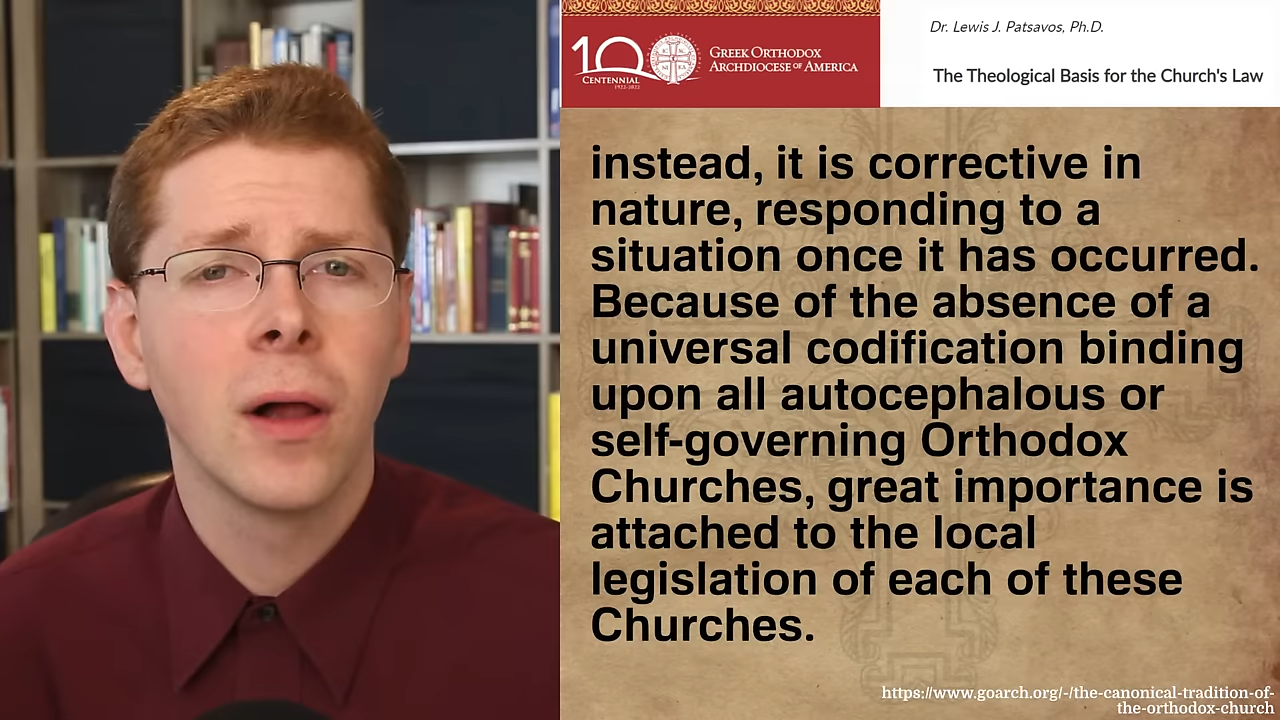 10
CENTENNIAL
1922-2022
GREEK ORTHODOX
ARCHDIOCESE OF AMERICA
Dr. Lewis J. Patsavos, Ph.D.
The Theological Basis for the Church's Law
instead, it is corrective in
nature, responding to a
situation once it has occurred.
Because of the absence of a
universal codification binding
upon all autocephalous or
self-governing Orthodox
Churches, great importance is
attached to the local
legislation of each of these
Churches.
https://www.goarch.org/-/the-canonical-tradition-of-
the-orthodox-church